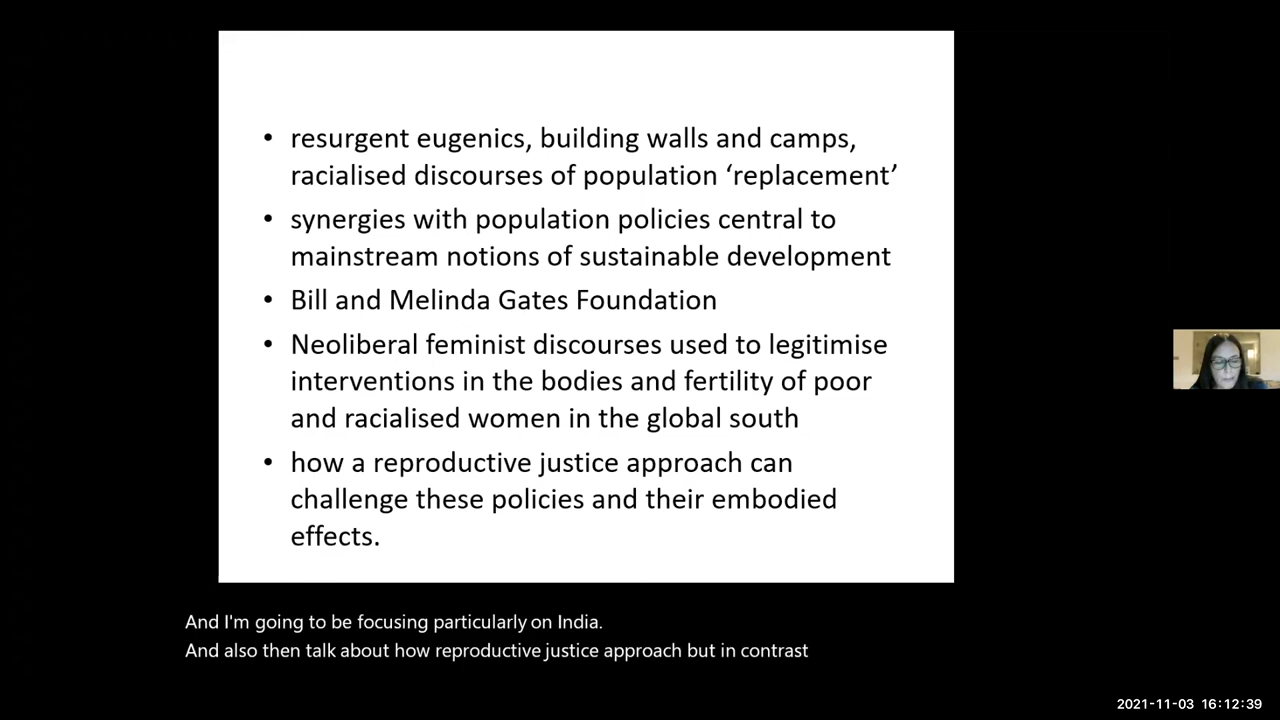 • resurgent eugenics, building walls and camps,
racialised discourses of population ‘replacement’
• synergies with population policies central to
mainstream notions of sustainable development
• Bill and Melinda Gates Foundation
• Neoliberal feminist discourses used to legitimise
interventions in the bodies and fertility of poor
and racialised women in the global south
• how a reproductive justice approach can
challenge these policies and their embodied
effects.
And I'm going to be focusing particularly on India.
And also then talk about how reproductive justice approach but in contrast
2021-11-03 16:12:39